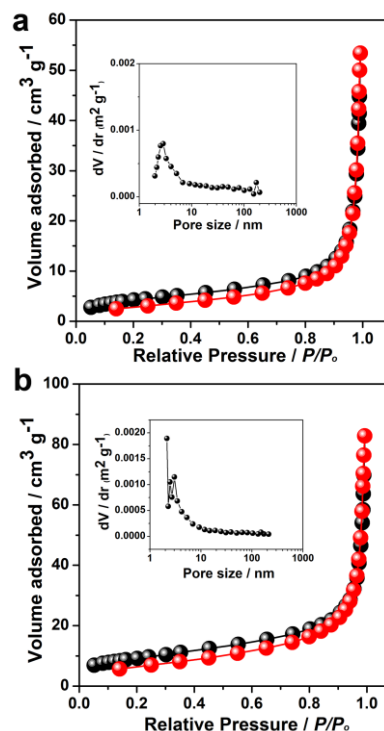 a
Volume adsorbed / cm³ g⁻¹
60
50
40
30
20
10
0
0.0 0.2 0.4 0.6 0.8 1.0
Relative Pressure / P/Pₒ
dV / dr (m² g⁻¹)
0.002
0.001
0.000
1 10 100 1000
Pore size / nm
b
Volume adsorbed / cm³ g⁻¹
100
80
60
40
20
0
0.0 0.2 0.4 0.6 0.8 1.0
Relative Pressure / P/Pₒ
dV / dr (m² g⁻¹)
0.0020
0.0015
0.0010
0.0005
0.0000
1 10 100 1000
Pore size / nm